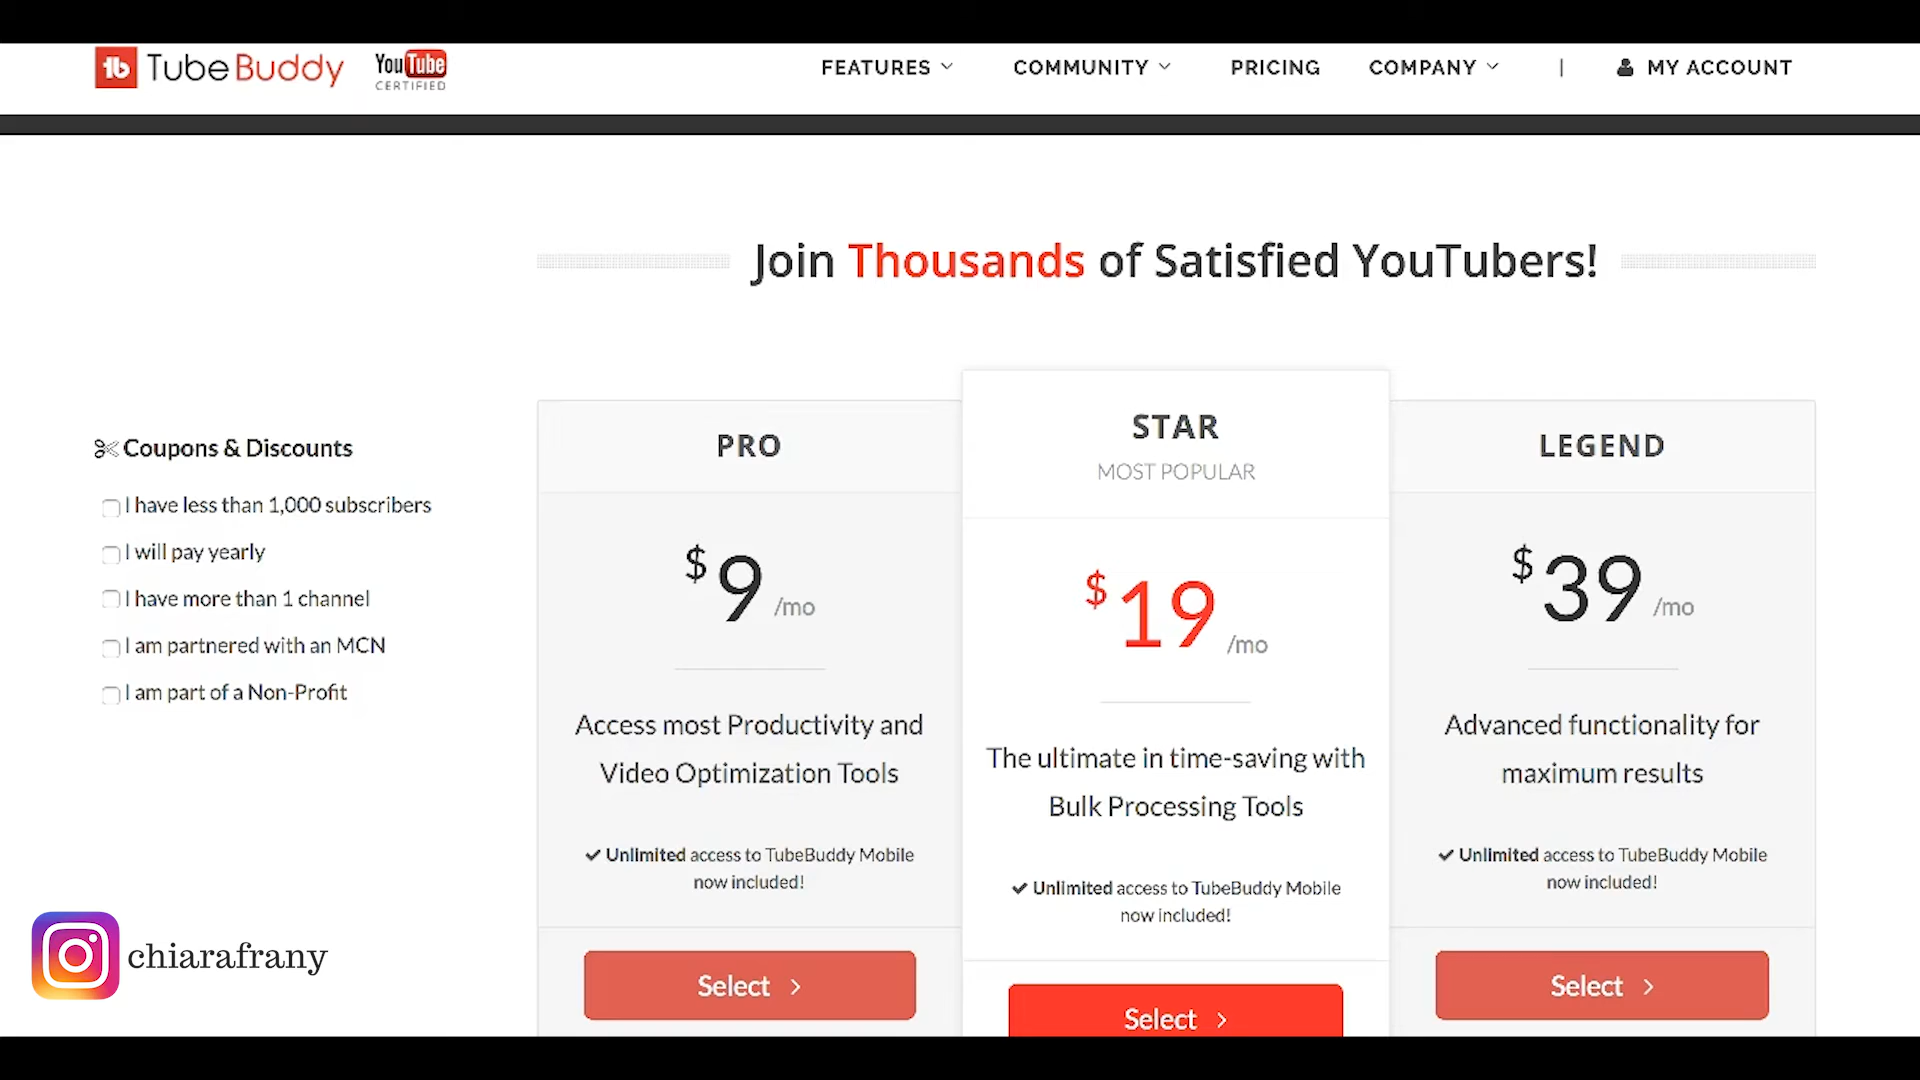 TubeBuddy
YouTube
CERTIFIED
FEATURES
COMMUNITY
PRICING
COMPANY
|
MY ACCOUNT
Join Thousands of Satisfied YouTubers!
Coupons & Discounts
I have less than 1,000 subscribers
I will pay yearly
I have more than 1 channel
I am partnered with an MCN
I am part of a Non-Profit
PRO
$9/mo
Access most Productivity and
Video Optimization Tools
✔ Unlimited access to TubeBuddy Mobile
now included!
Select >
STAR
MOST POPULAR
$19/mo
The ultimate in time-saving with
Bulk Processing Tools
✔ Unlimited access to TubeBuddy Mobile
now included!
Select >
LEGEND
$39/mo
Advanced functionality for
maximum results
✔ Unlimited access to TubeBuddy Mobile
now included!
Select >
chiarafrany